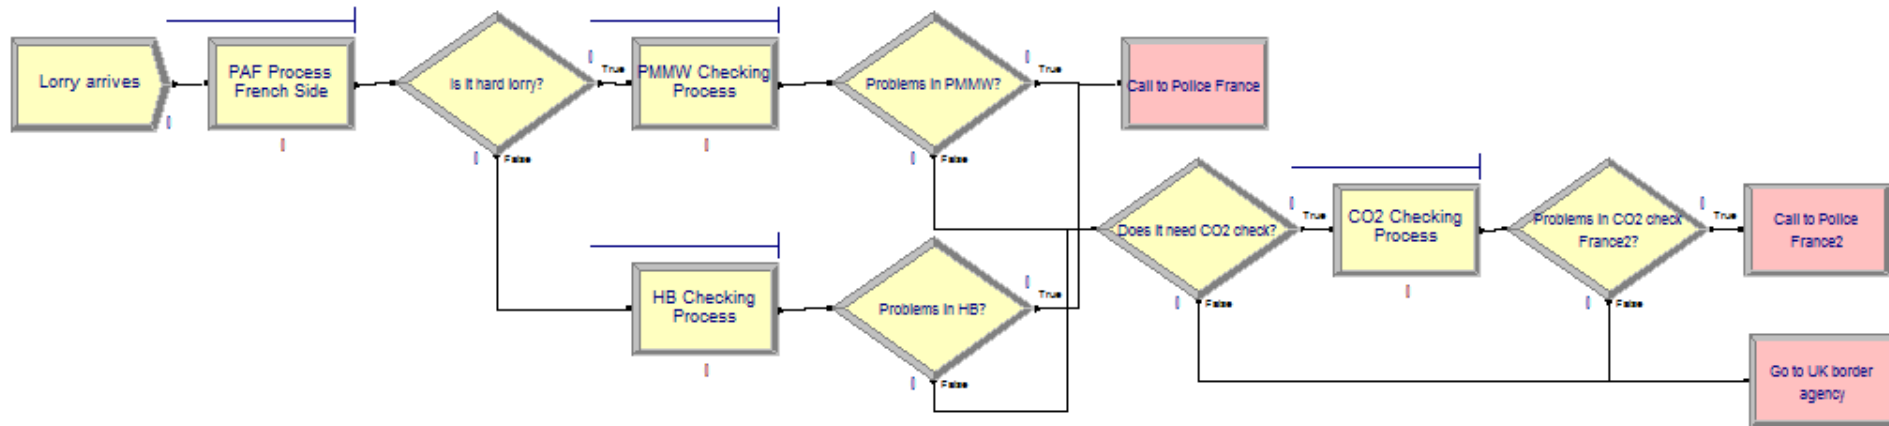 Lorry arrives
PAF Process
French Side
Is it hard lorry?
True
False
PMMW Checking
Process
Problems in PMMW?
True
False
Call to Police France
HB Checking
Process
Problems in HB?
True
False
Does it need CO2 check?
True
False
CO2 Checking
Process
Problems in CO2 check
France2?
True
False
Call to Police
France2
Go to UK border
agency